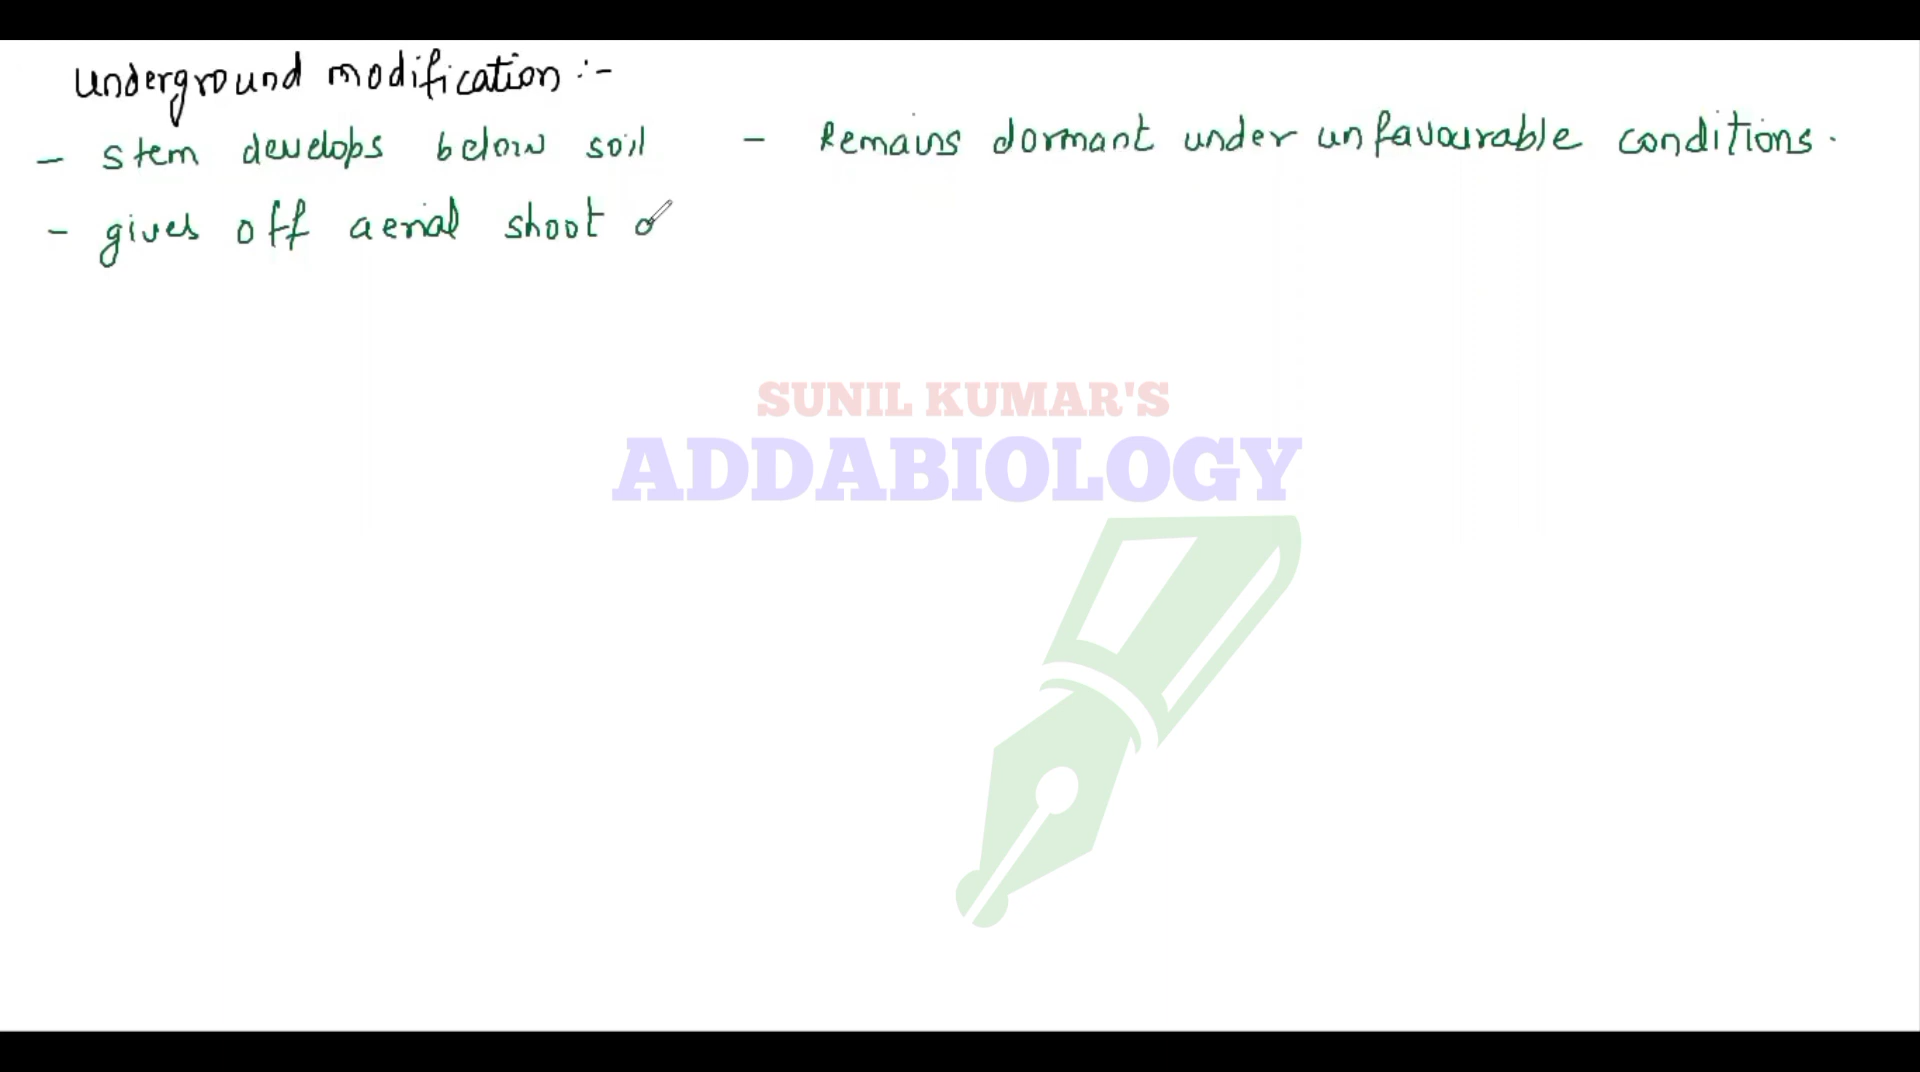 underground modification :-
- stem develops below soil - Remains dormant under unfavourable conditions.
- gives off aerial shoot
SUNIL KUMAR'S
ADDABIOLOGY